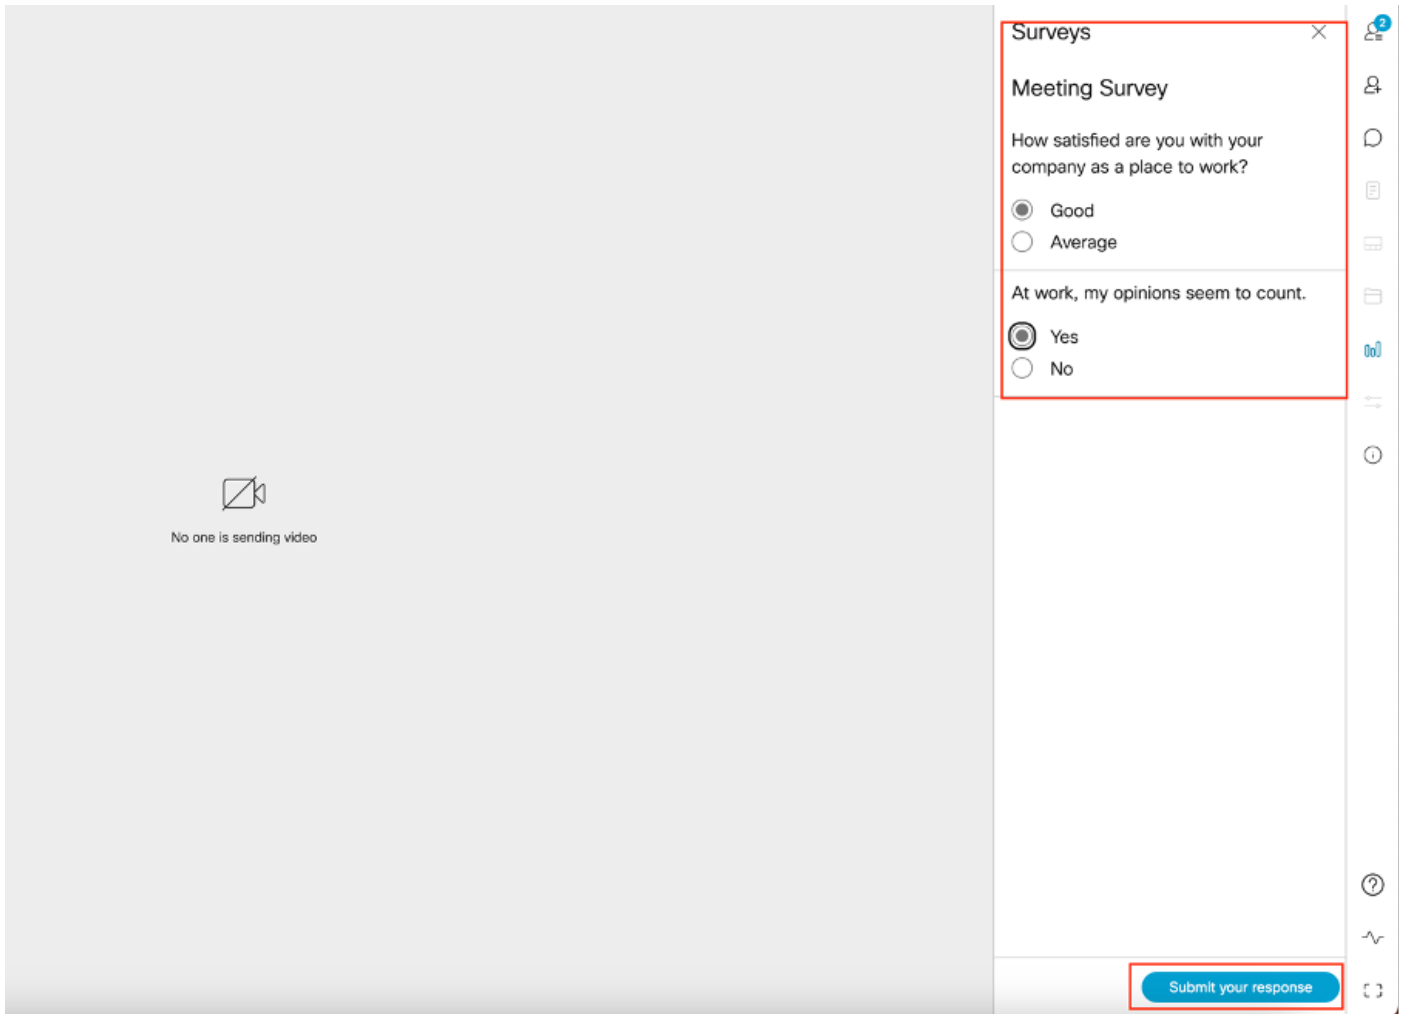 Surveys
2
Meeting Survey
How satisfied are you with your
company as a place to work?
Good
Average
At work, my opinions seem to count.
Yes
No
No one is sending video
Submit your response